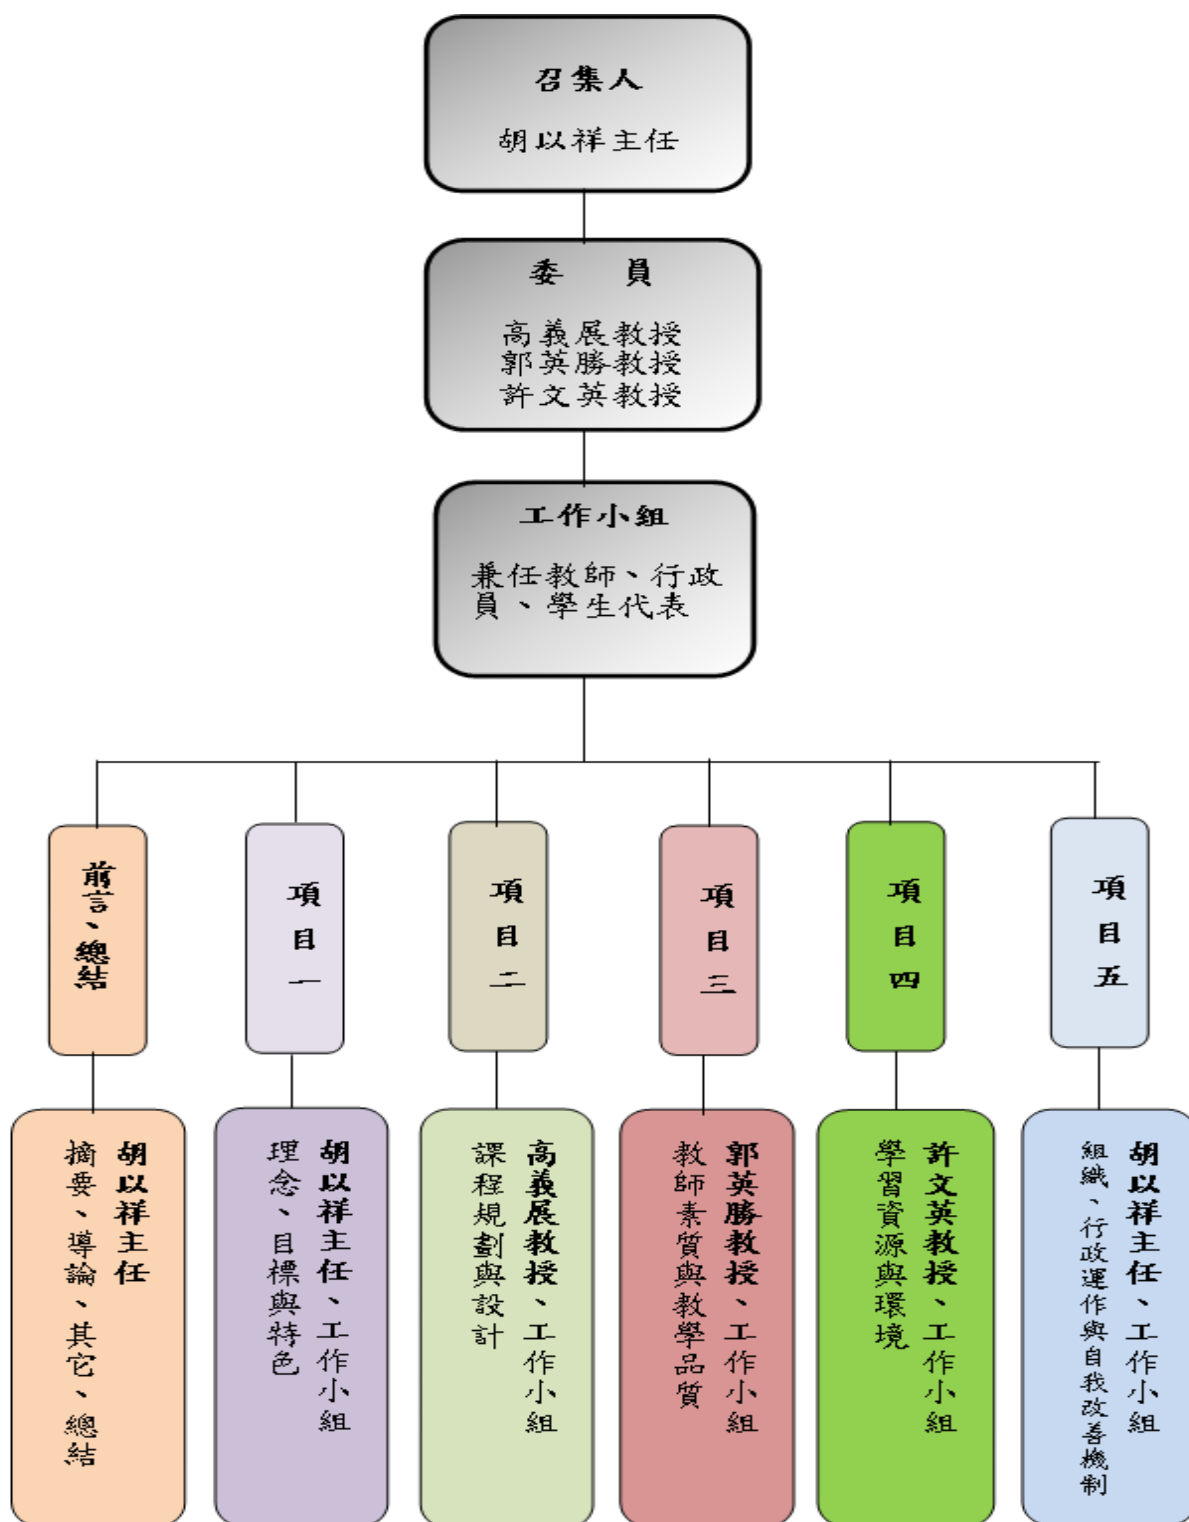 召集人
胡以祥主任
委　員
高義展教授
郭英勝教授
許文英教授
工作小組
兼任教師、行政
員、學生代表
前言、總結
項目一
項目二
項目三
項目四
項目五
胡以祥主任
摘要、導論、其它、總結
胡以祥主任、工作小組
理念、目標與特色
高義展教授、工作小組
課程規劃與設計
郭英勝教授、工作小組
教師素質與教學品質
許文英教授、工作小組
學習資源與環境
胡以祥主任、工作小組
組織、行政運作與自我改善機制